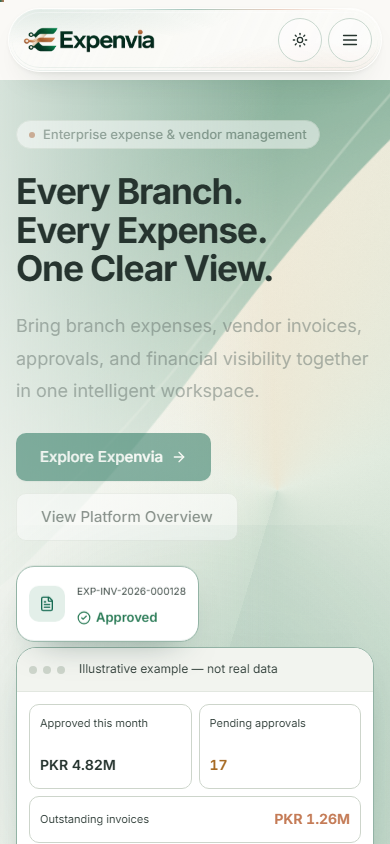 Expenvia
Enterprise expense & vendor management
Every Branch.
Every Expense.
One Clear View.
Bring branch expenses, vendor invoices,
approvals, and financial visibility together
in one intelligent workspace.
Explore Expenvia →
View Platform Overview
EXP-INV-2026-000128
Approved
Illustrative example — not real data
Approved this month
PKR 4.82M
Pending approvals
17
Outstanding invoices
PKR 1.26M